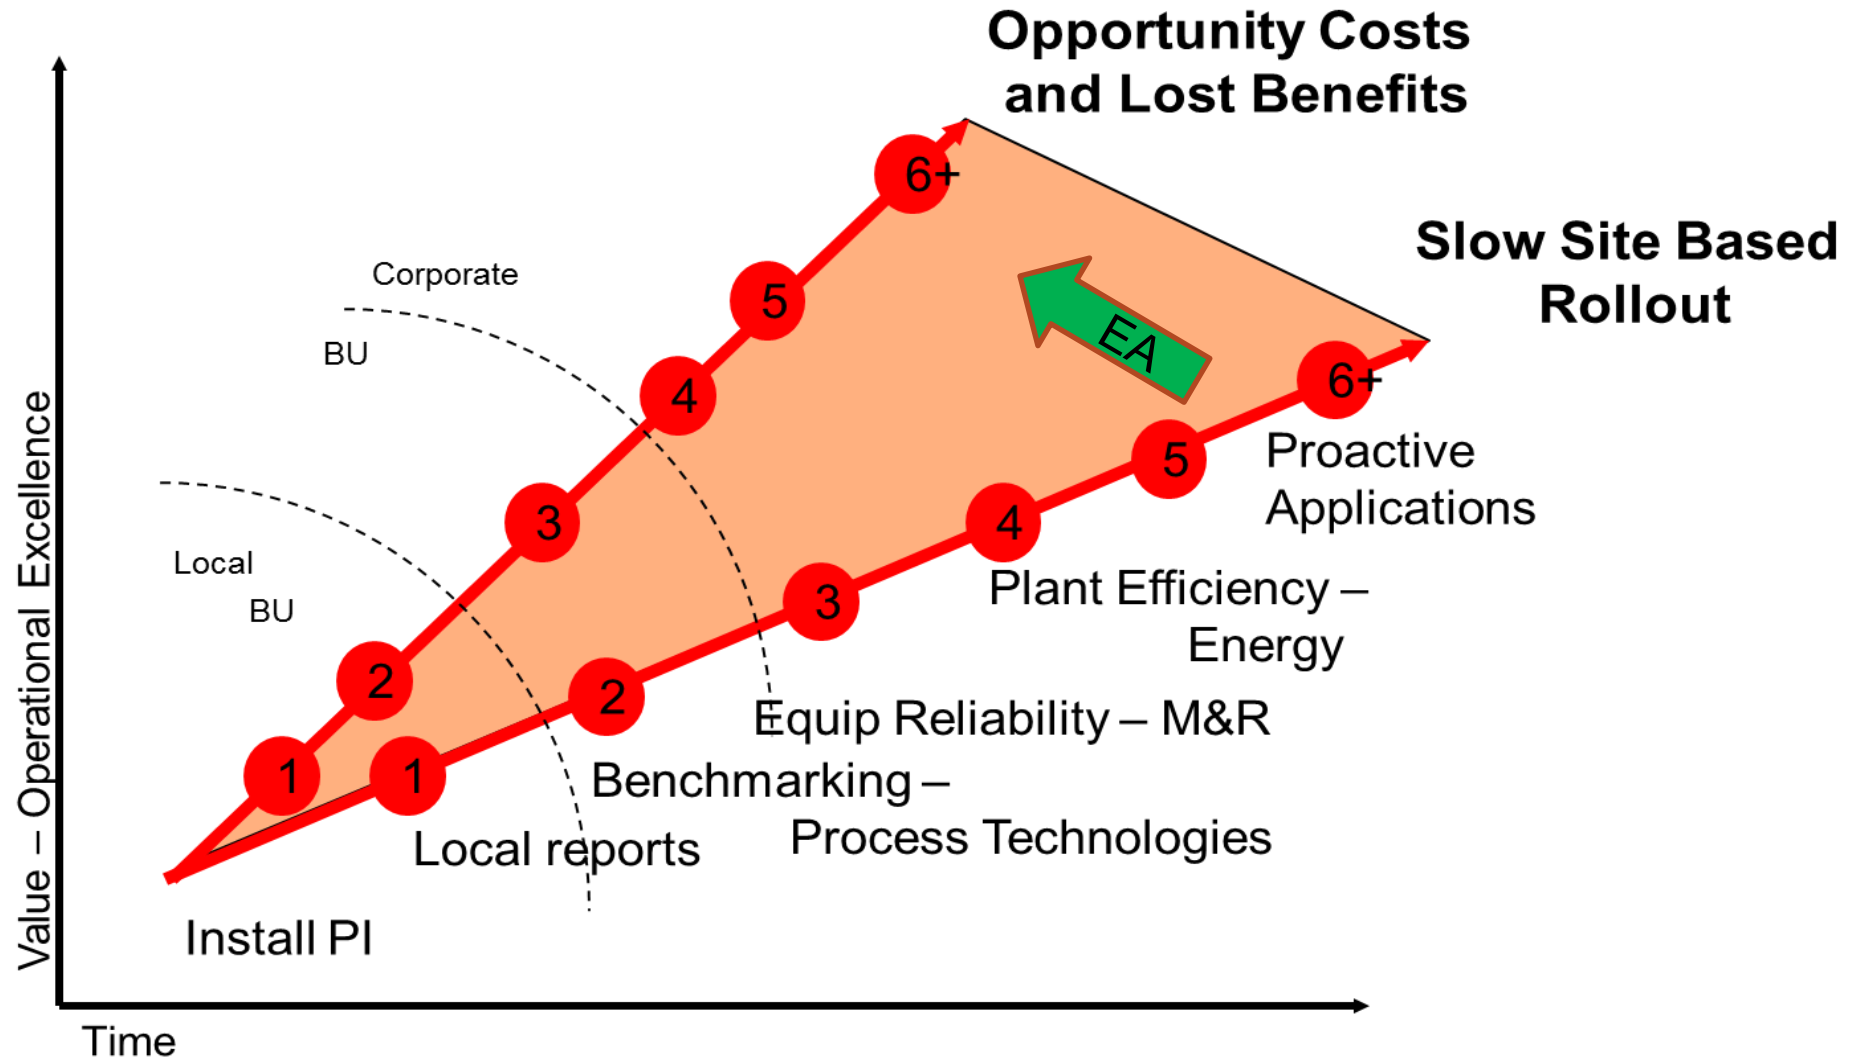 Opportunity Costs
and Lost Benefits
Slow Site Based
Rollout
6+
5
4
3
2
1
6+
5
4
3
2
1
EA
Corporate
BU
Local
BU
Proactive
Applications
Plant Efficiency –
Energy
Equip Reliability – M&R
Benchmarking –
Process Technologies
Local reports
Install PI
Value – Operational Excellence
Time